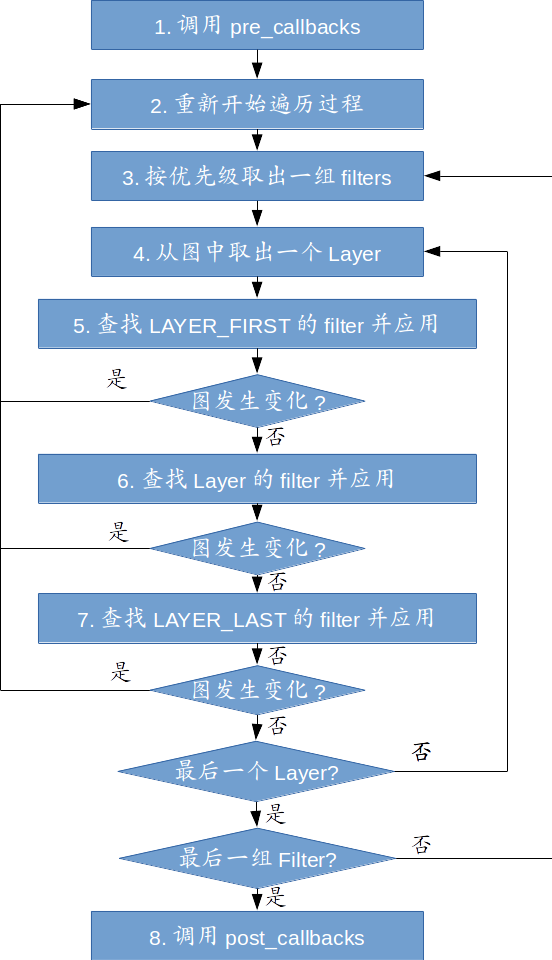 1. 调用 pre_callbacks
2. 重新开始遍历过程
3. 按优先级取出一组 filters
4. 从图中取出一个 Layer
5. 查找 LAYER_FIRST 的 filter 并应用
是
图发生变化 ?
否
6. 查找 Layer 的 filter 并应用
是
图发生变化 ?
否
7. 查找 LAYER_LAST 的 filter 并应用
否
是
图发生变化 ?
否
最后一个 Layer?
否
是
最后一组 Filter?
否
是
8. 调用 post_callbacks